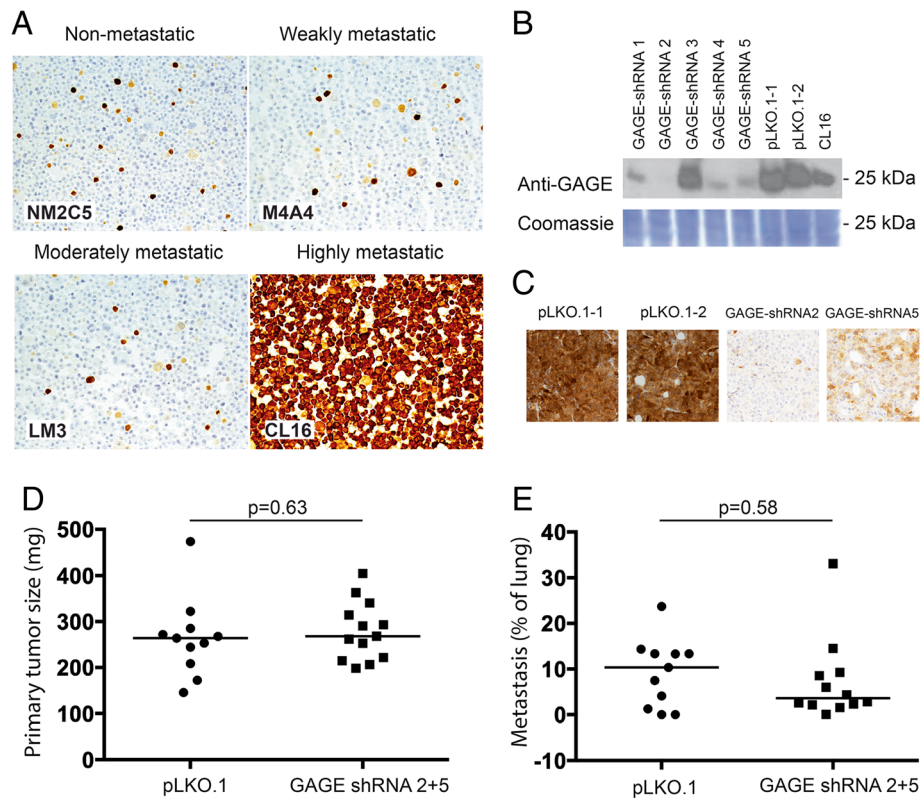 A
Non-metastatic
Weakly metastatic
NM2C5
M4A4
Moderately metastatic
Highly metastatic
LM3
CL16
B
GAGE-shRNA 1
GAGE-shRNA 2
GAGE-shRNA 3
GAGE-shRNA 4
GAGE-shRNA 5
pLKO.1-1
pLKO.1-2
CL16
Anti-GAGE
- 25 kDa
Coomassie
- 25 kDa
C
pLKO.1-1
pLKO.1-2
GAGE-shRNA2
GAGE-shRNA5
D
p=0.63
Primary tumor size (mg)
500
400
300
200
100
0
pLKO.1
GAGE shRNA 2+5
E
p=0.58
Metastasis (% of lung)
40
30
20
10
0
-10
pLKO.1
GAGE shRNA 2+5